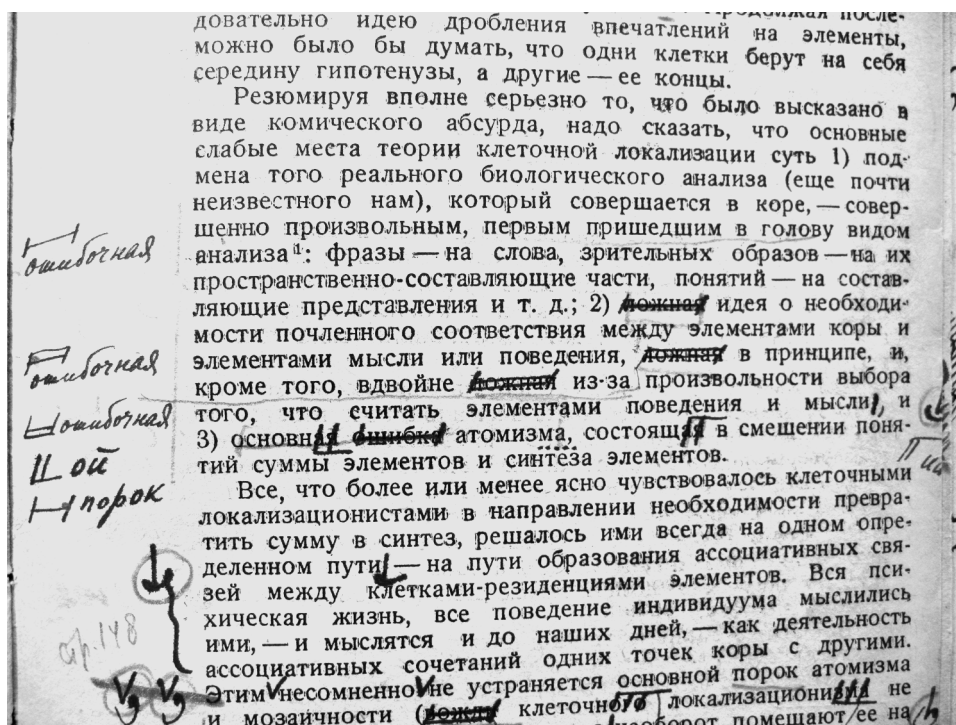 довательно идею дробления впечатлений на элементы,
можно было бы думать, что одни клетки берут на себя
середину гипотенузы, а другие — ее концы.
Резюмируя вполне серьезно то, что было высказано в
виде комического абсурда, надо сказать, что основные
слабые места теории клеточной локализации суть 1) под-
мена того реального биологического анализа (еще почти
неизвестного нам), который совершается в коре, — совер-
шенно произвольным, первым пришедшим в голову видом
анализа¹: фразы — на слова, зрительных образов — на их
пространственно-составляющие части, понятий — на состав-
ляющие представления и т. д.; 2) ложная идея о необходи-
ошибочная
мости почленного соответствия между элементами коры и
элементами мысли или поведения, ложная в принципе, и,
ошибочная
кроме того, вдвойне ложная из-за произвольности выбора
ошибочная
того, что считать элементами поведения и мысли, и
3) основная ошибка атомизма, состоящая в смешении поня-
ой
порок
тий суммы элементов и синтеза элементов.
Все, что более или менее ясно чувствовалось клеточными
локализационистами в направлении необходимости превра-
тить сумму в синтез, решалось ими всегда на одном опре-
деленном пути — на пути образования ассоциативных свя-
зей между клетками-резиденциями элементов. Вся пси-
хическая жизнь, все поведение индивидуума мыслились
ими, — и мыслятся и до наших дней, — как деятельность
стр. 148
ассоциативных сочетаний одних точек коры с другими.
Этим несомненно не устраняется основной порок атомизма
и мозаичности клеточного не
помещают ее на